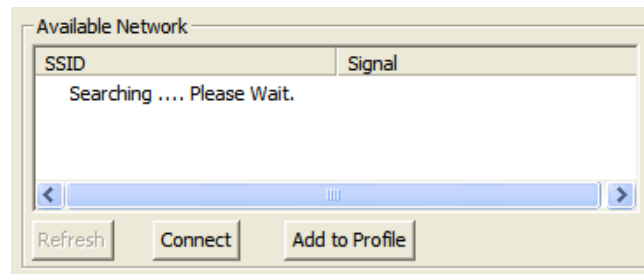 Available Network
SSID Signal
Searching .... Please Wait.
Refresh Connect Add to Profile